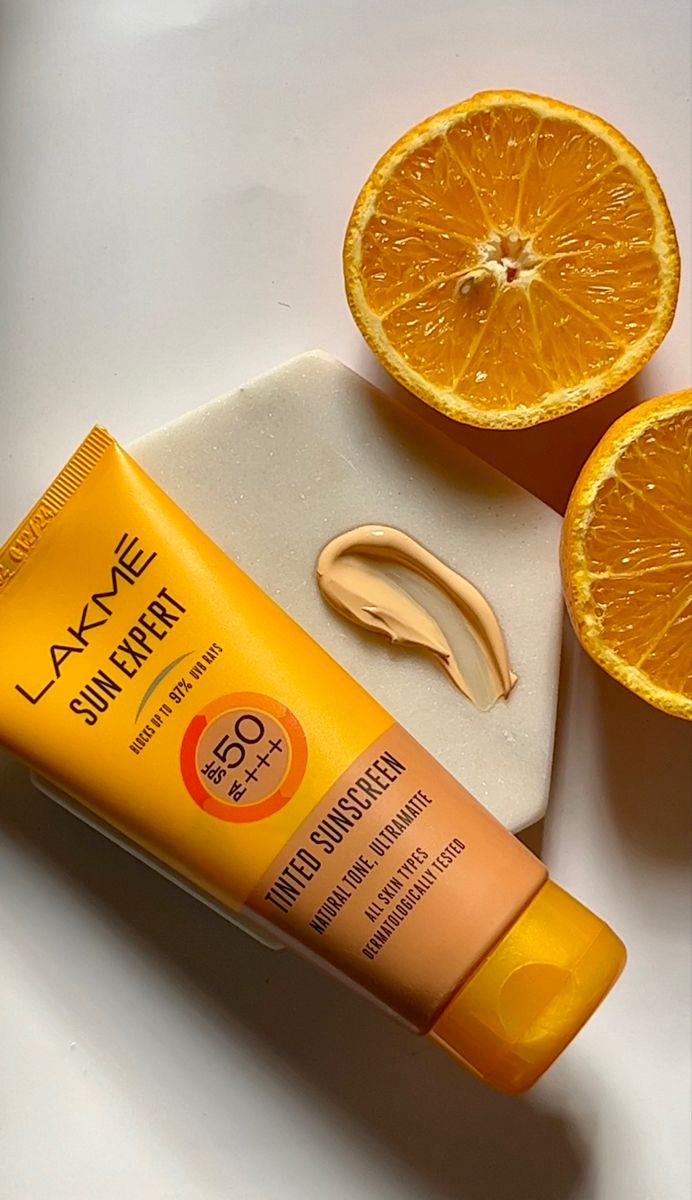 LAKMĒ
SUN EXPERT
BLOCKS UP TO 97% UVB RAYS
SPF 50
PA+++
TINTED SUNSCREEN
NATURAL TONE, ULTRAMATTE
ALL SKIN TYPES
DERMATOLOGICALLY TESTED